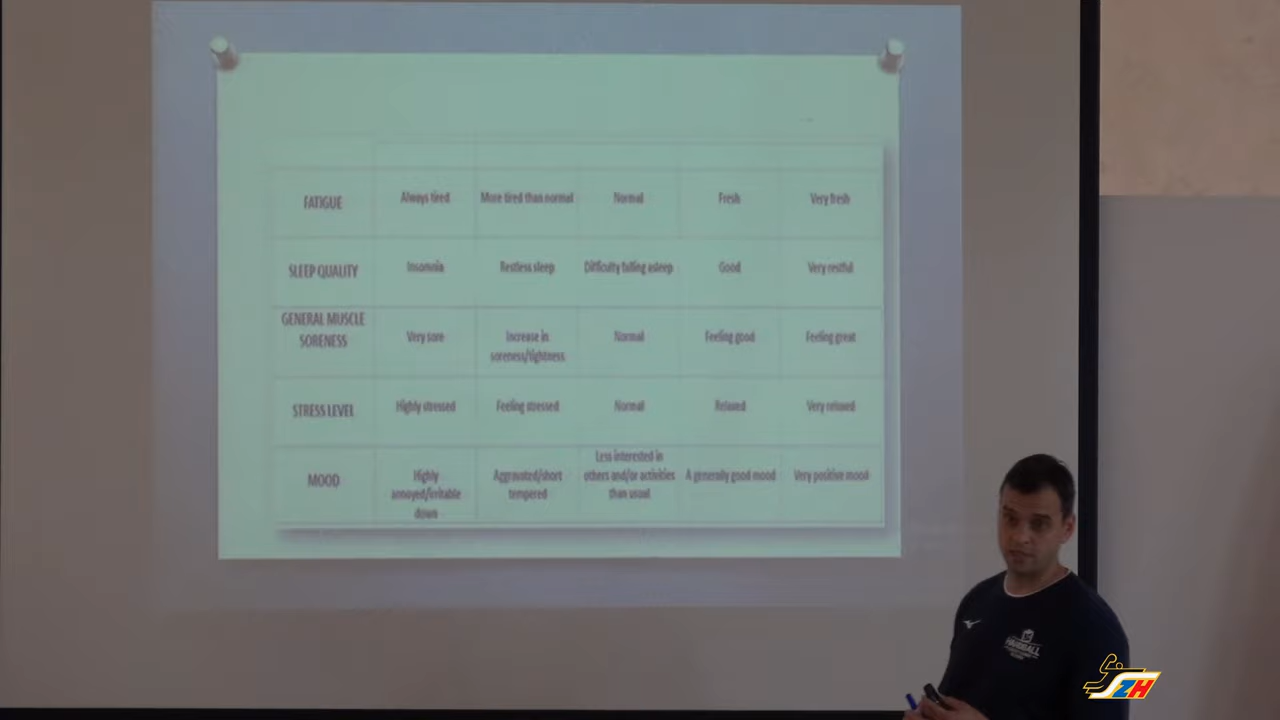 FATIGUE
Always tired
More tired than normal
Normal
Fresh
Very fresh
SLEEP QUALITY
Insomnia
Restless sleep
Difficulty falling asleep
Good
Very restful
GENERAL MUSCLE
SORENESS
Very sore
Increase in
soreness/tightness
Normal
Feeling good
Feeling great
STRESS LEVEL
Highly stressed
Feeling stressed
Normal
Relaxed
Very relaxed
MOOD
Highly
annoyed/irritable
down
Aggravated/short
tempered
Less interested in
others and/or activities
than usual
A generally good mood
Very positive mood
HANDBALL
SZH